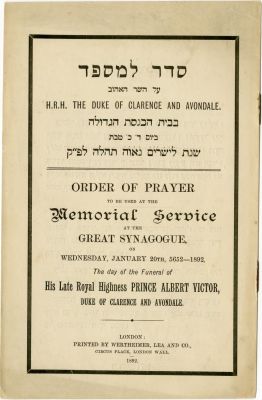 סדר למספד
על השר האהוב
H.R.H. THE DUKE OF CLARENCE AND AVONDALE.
בבית הכנסת הגדולה
ביום ד׳ כ׳ טבת
שנת לישרים נאוה תהלה לפ״ק
ORDER OF PRAYER
TO BE USED AT THE
Memorial Service
AT THE
GREAT SYNAGOGUE,
ON
WEDNESDAY, JANUARY 20TH, 5652—1892,
The day of the Funeral of
His Late Royal Highness PRINCE ALBERT VICTOR,
DUKE OF CLARENCE AND AVONDALE.
LONDON:
PRINTED BY WERTHEIMER, LEA AND CO.,
CIRCUS PLACE, LONDON WALL.
1892.